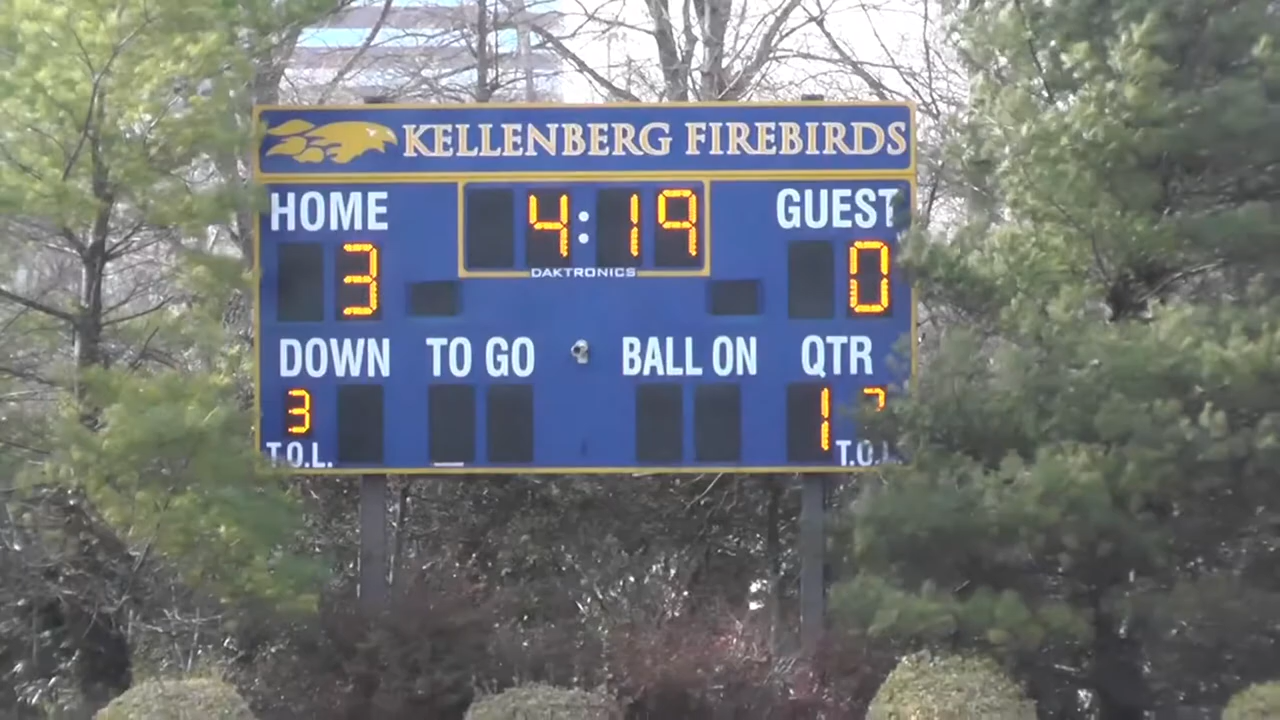 KELLENBERG FIREBIRDS
HOME 4:19 GUEST
3 DAKTRONICS 0
DOWN TO GO BALL ON QTR
3 1
T.O.L. T.O.L.